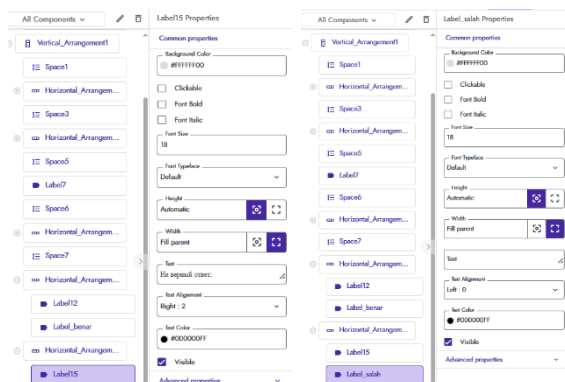 All Components
Vertical_Arrangement1
Space1
Horizontal_Arrangem...
Space3
Horizontal_Arrangem...
Space5
Label7
Space6
Horizontal_Arrangem...
Space7
Horizontal_Arrangem...
Label12
Label_benar
Horizontal_Arrangem...
Label15
Label15 Properties
Common properties
Background Color
#FFFFFF00
Clickable
Font Bold
Font Italic
Font Size
18
Font Typeface
Default
Height
Automatic
Width
Fill parent
Text
Не верный ответ:
Text Alignment
Right : 2
Text Color
#000000FF
Visible
Advanced properties
All Components
Vertical_Arrangement1
Space1
Horizontal_Arrangem...
Space3
Horizontal_Arrangem...
Space5
Label7
Space6
Horizontal_Arrangem...
Space7
Horizontal_Arrangem...
Label12
Label_benar
Horizontal_Arrangem...
Label15
Label_salah
Label_salah Properties
Common properties
Background Color
#FFFFFF00
Clickable
Font Bold
Font Italic
Font Size
18
Font Typeface
Default
Height
Automatic
Width
Fill parent
Text
Text Alignment
Left : 0
Text Color
#000000FF
Visible
Advanced properties